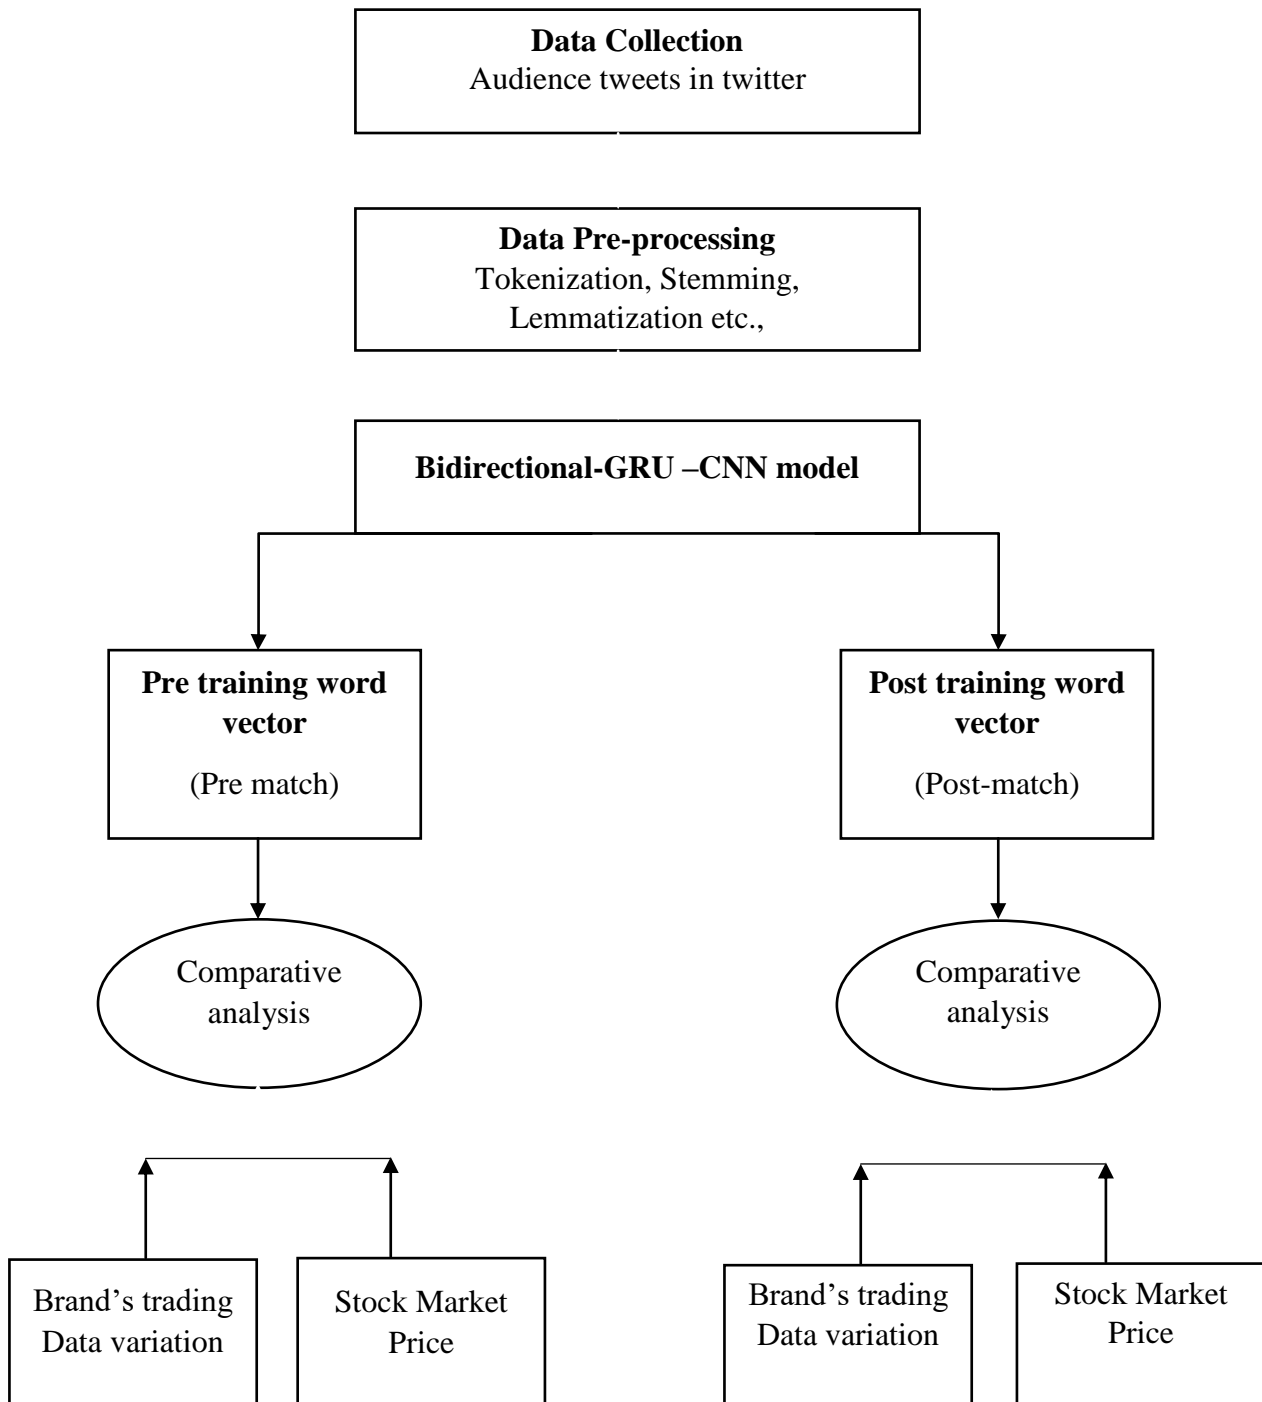 Data Collection
Audience tweets in twitter
Data Pre-processing
Tokenization, Stemming,
Lemmatization etc.,
Bidirectional-GRU –CNN model
Pre training word
vector
(Pre match)
Post training word
vector
(Post-match)
Comparative
analysis
Comparative
analysis
Brand’s trading
Data variation
Stock Market
Price
Brand’s trading
Data variation
Stock Market
Price